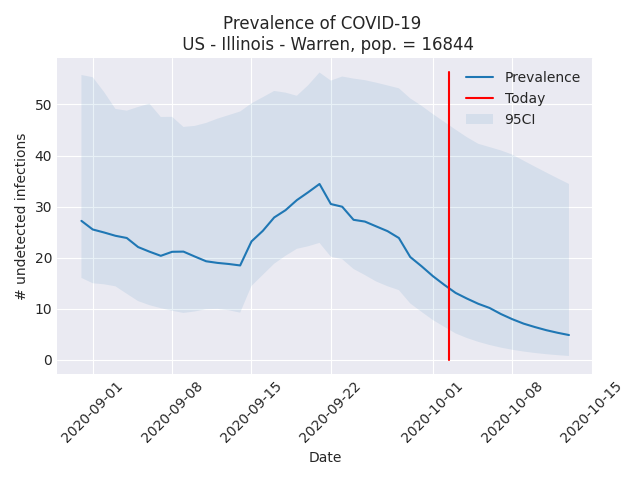 Prevalence of COVID-19
US - Illinois - Warren, pop. = 16844
Prevalence
Today
95CI
# undetected infections
50
40
30
20
10
0
2020-09-01
2020-09-08
2020-09-15
2020-09-22
2020-10-01
2020-10-08
2020-10-15
Date